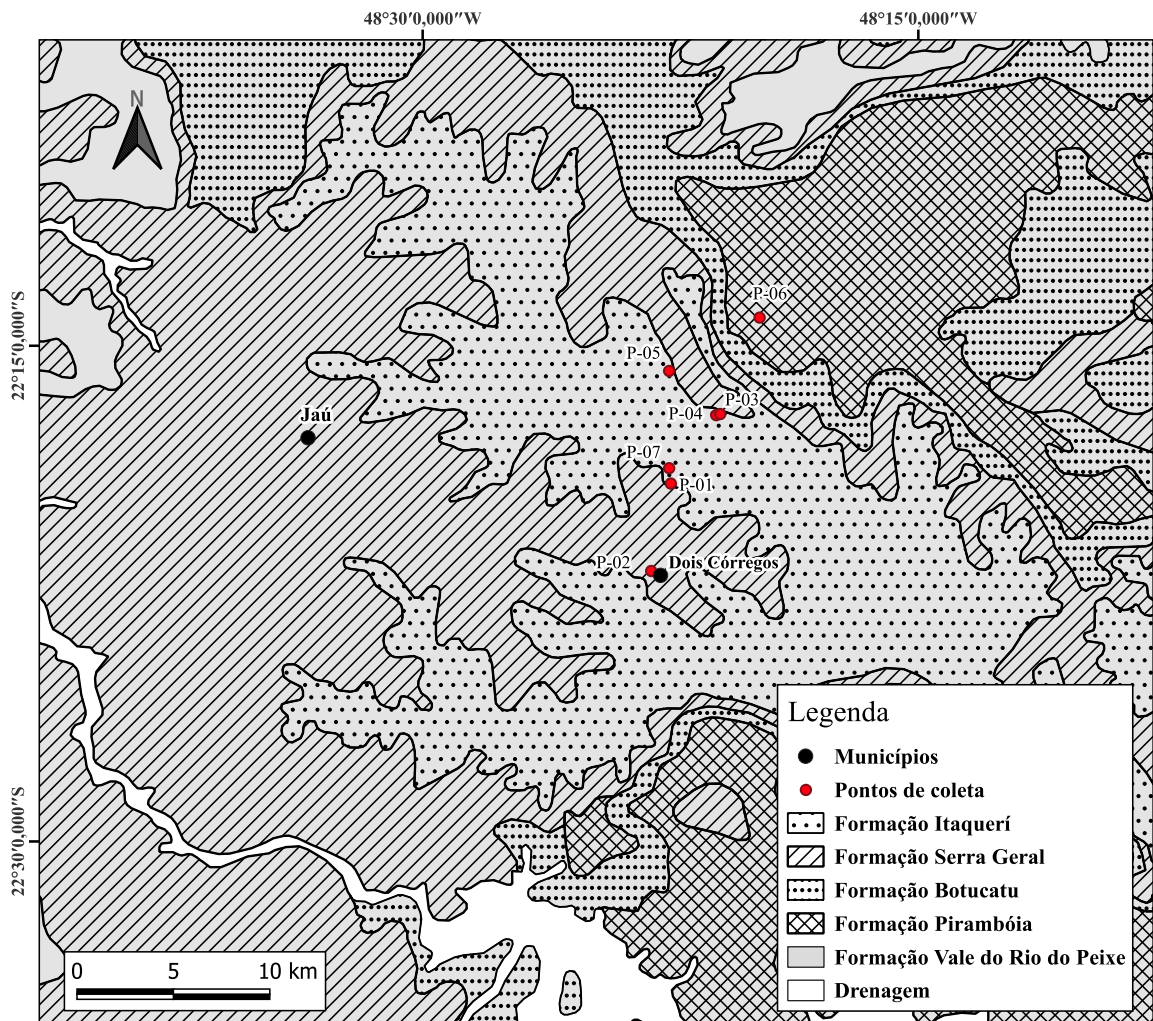 48°30′0,000″W
48°15′0,000″W
N
22°15′0,000″S
P-06
P-05
P-03
P-04
Jaú
P-07
P-01
P-02
Dois Córregos
22°30′0,000″S
Legenda
Municípios
Pontos de coleta
Formação Itaquerí
Formação Serra Geral
Formação Botucatu
Formação Pirambóia
Formação Vale do Rio do Peixe
Drenagem
0 5 10 km